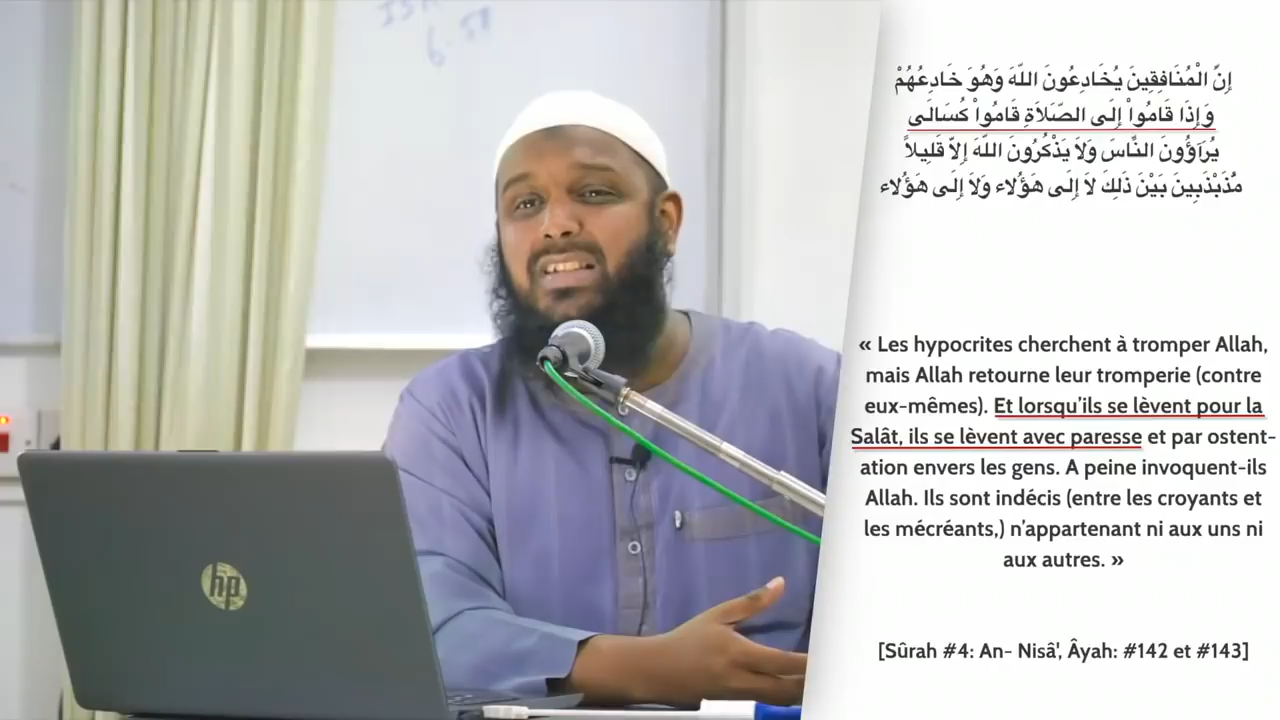 6.50
إِنَّ الْمُنَافِقِينَ يُخَادِعُونَ اللّهَ وَهُوَ خَادِعُهُمْ
وَإِذَا قَامُواْ إِلَى الصَّلاَةِ قَامُواْ كُسَالَى
يُرَآؤُونَ النَّاسَ وَلاَ يَذْكُرُونَ اللّهَ إِلاَّ قَلِيلاً
مُّذَبْذَبِينَ بَيْنَ ذَلِكَ لاَ إِلَى هَؤُلاء وَلاَ إِلَى هَؤُلاء
« Les hypocrites cherchent à tromper Allah,
mais Allah retourne leur tromperie (contre
eux-mêmes). Et lorsqu'ils se lèvent pour la
Salât, ils se lèvent avec paresse et par ostent-
ation envers les gens. A peine invoquent-ils
Allah. Ils sont indécis (entre les croyants et
les mécréants,) n'appartenant ni aux uns ni
aux autres. »
[Sûrah #4: An- Nisâ', Âyah: #142 et #143]
hp